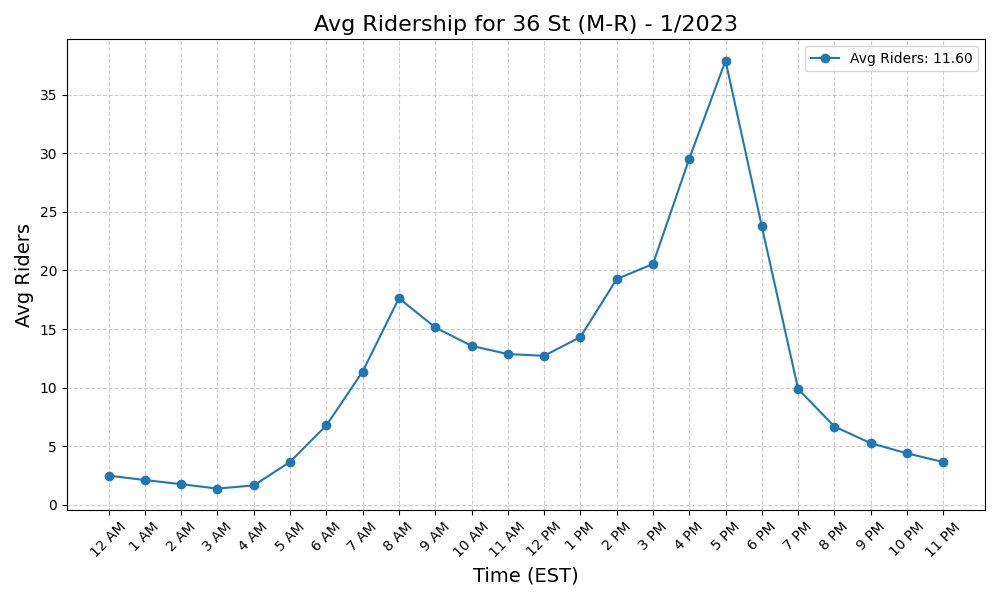 Avg Ridership for 36 St (M-R) - 1/2023
Avg Riders: 11.60
Avg Riders
35
30
25
20
15
10
5
0
12 AM
1 AM
2 AM
3 AM
4 AM
5 AM
6 AM
7 AM
8 AM
9 AM
10 AM
11 AM
12 PM
1 PM
2 PM
3 PM
4 PM
5 PM
6 PM
7 PM
8 PM
9 PM
10 PM
11 PM
Time (EST)